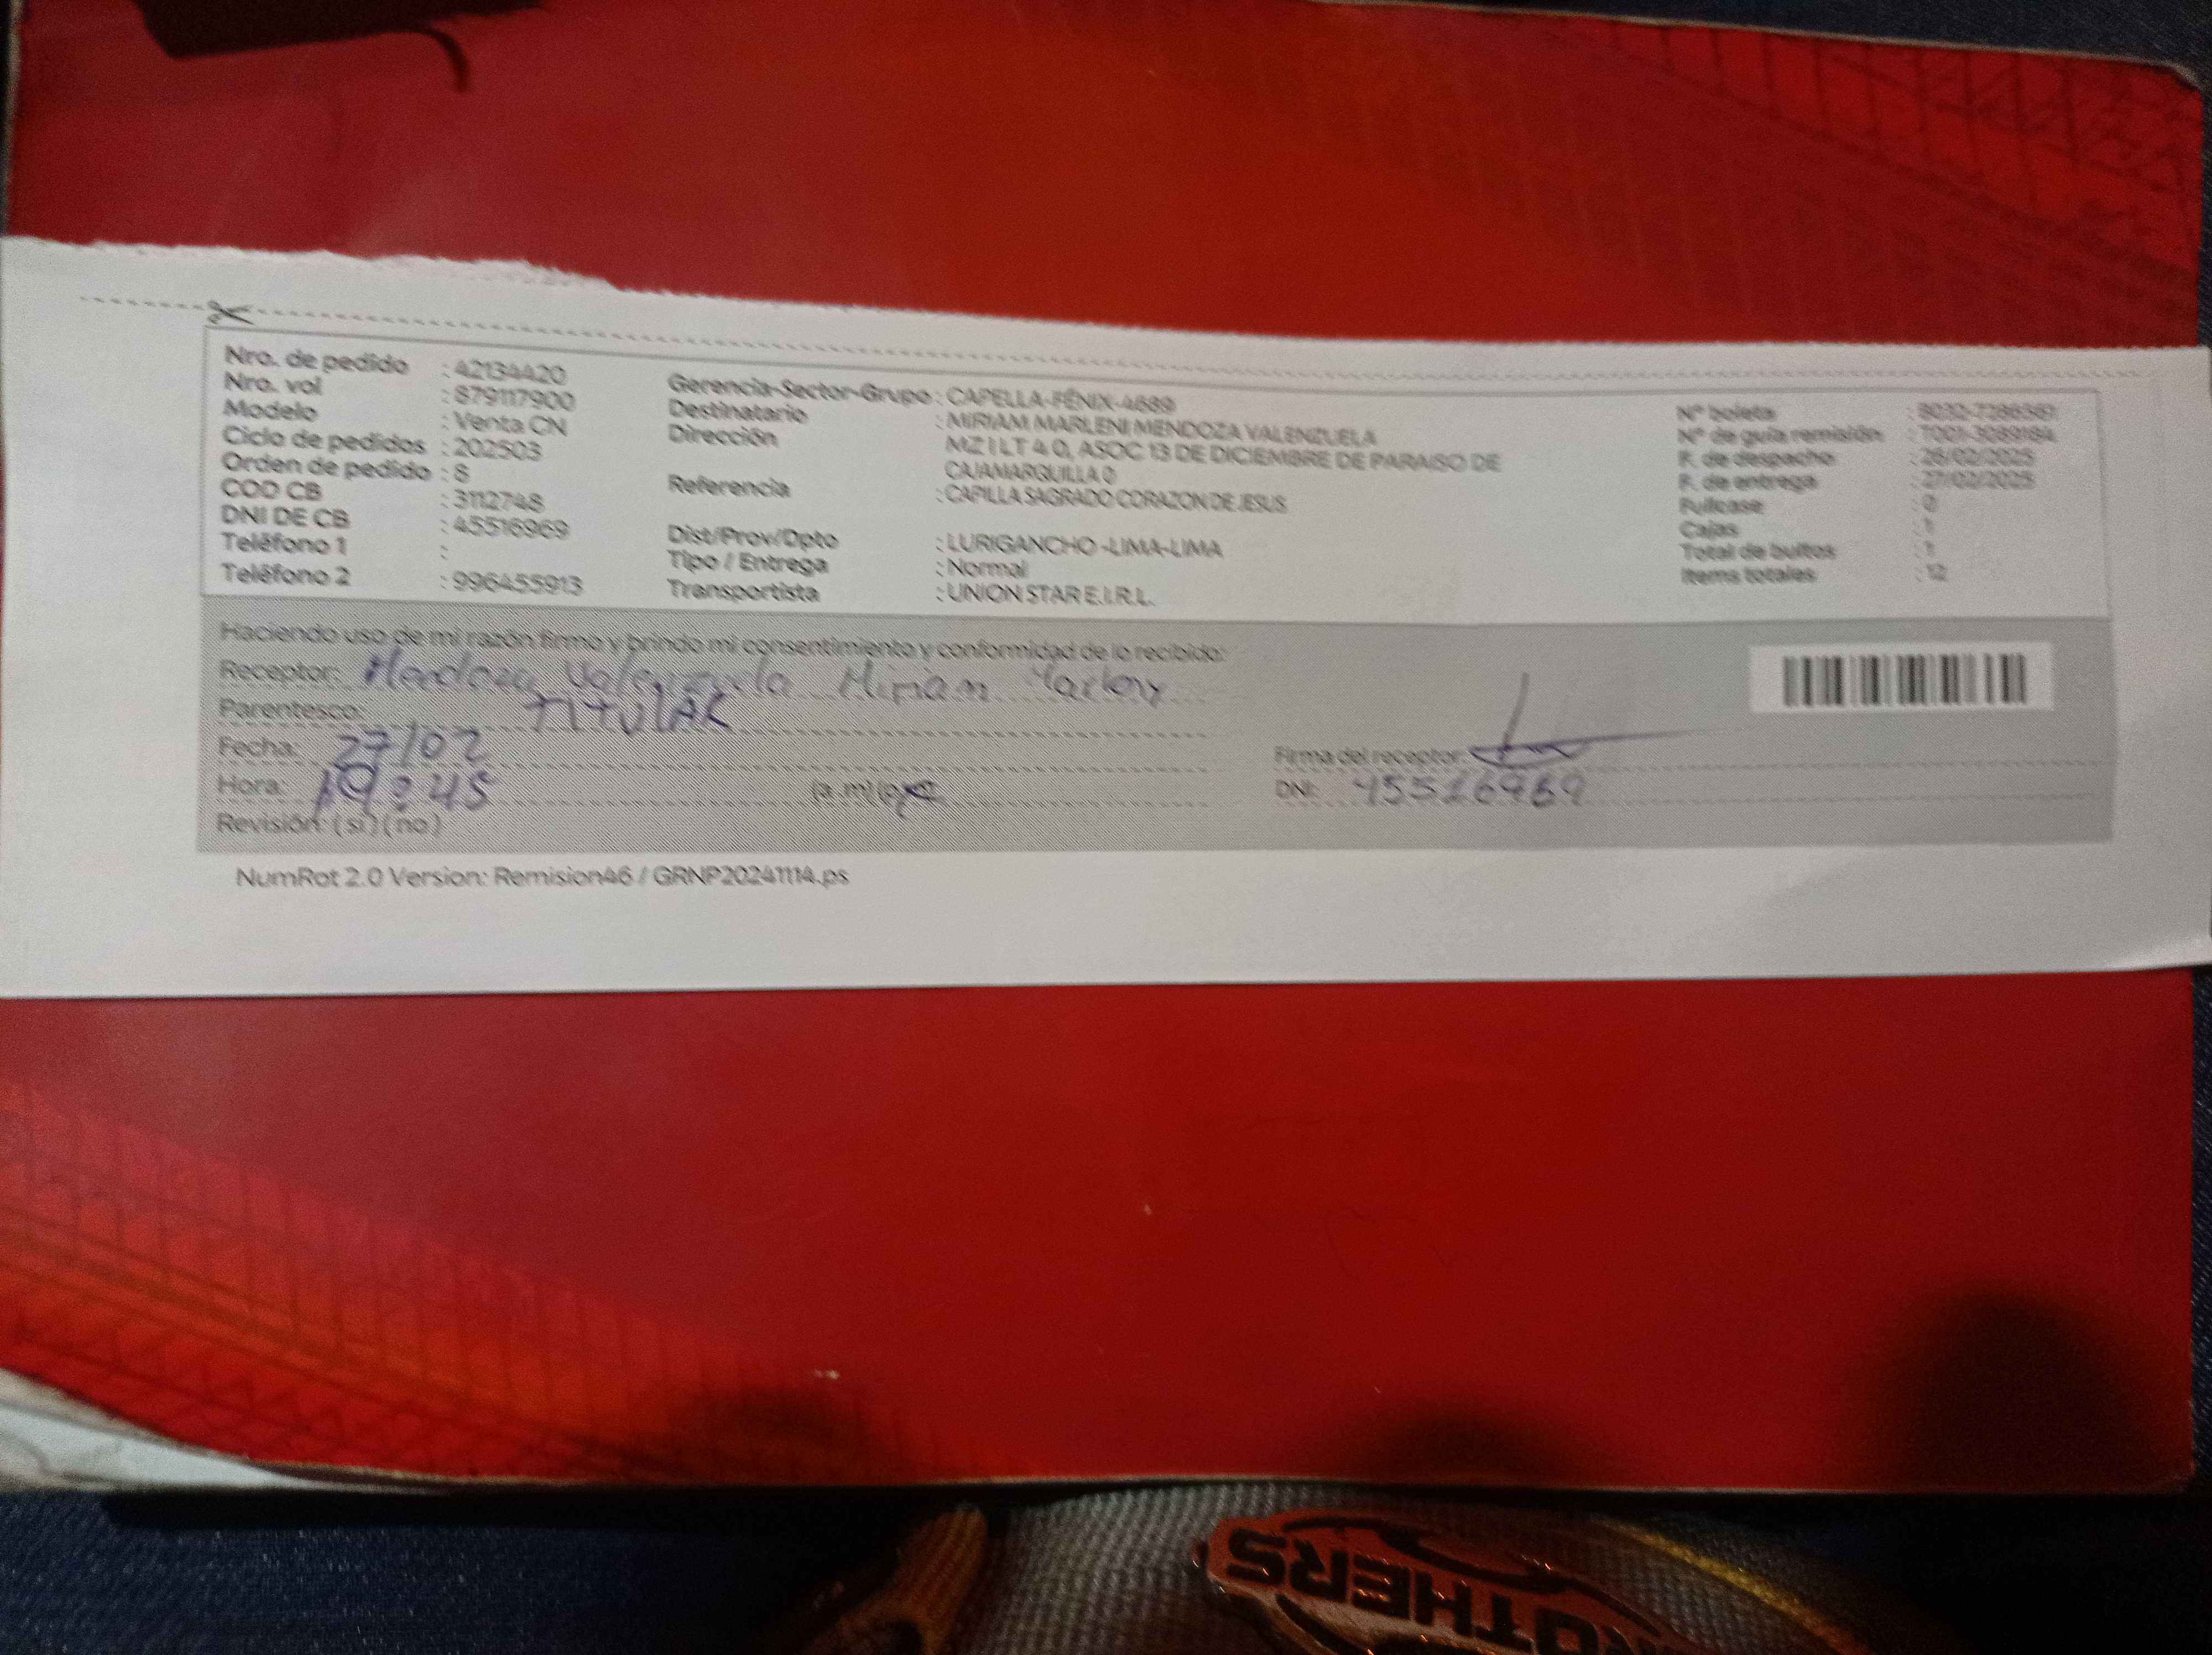 Nro. de pedido : 42134420
Nro. vol : 879117900
Modelo : Venta CN
Ciclo de pedidos : 202503
Orden de pedido : 8
COD CB : 3112748
DNI DE CB : 45516969
Teléfono 1 :
Teléfono 2 : 996455913
Gerencia-Sector-Grupo : CAPELLA-FÉNIX-4689
Destinatario : MIRIAM MARLENI MENDOZA VALENZUELA
Dirección MZ I LT 4 0, ASOC 13 DE DICIEMBRE DE PARAISO DE
CAJAMARQUILLA 0
Referencia : CAPILLA SAGRADO CORAZON DE JESUS
Dist/Prov/Dpto : LURIGANCHO -LIMA-LIMA
Tipo / Entrega : Normal
Transportista : UNION STAR E.I.R.L.
Nº boleta :
Nº de guía remisión : T001-3089184
F. de despacho : 26/02/2025
F. de entrega : 27/02/2025
Fullcase : 0
Cajas : 1
Total de bultos : 1
Items totales : 12
Haciendo uso de mi razón firmo y brindo mi consentimiento y conformidad de lo recibido:
Receptor: Mendoza Valenzuela Miriam
Parentesco: TITULAR
Fecha: 27/02
Hora: 19:45 (a.m)
Revisión: (si) (no)
Firma del receptor:
DNI: 45516969
NumRot 2.0 Version: Remision46 / GRNP20241114.ps
OTHERS